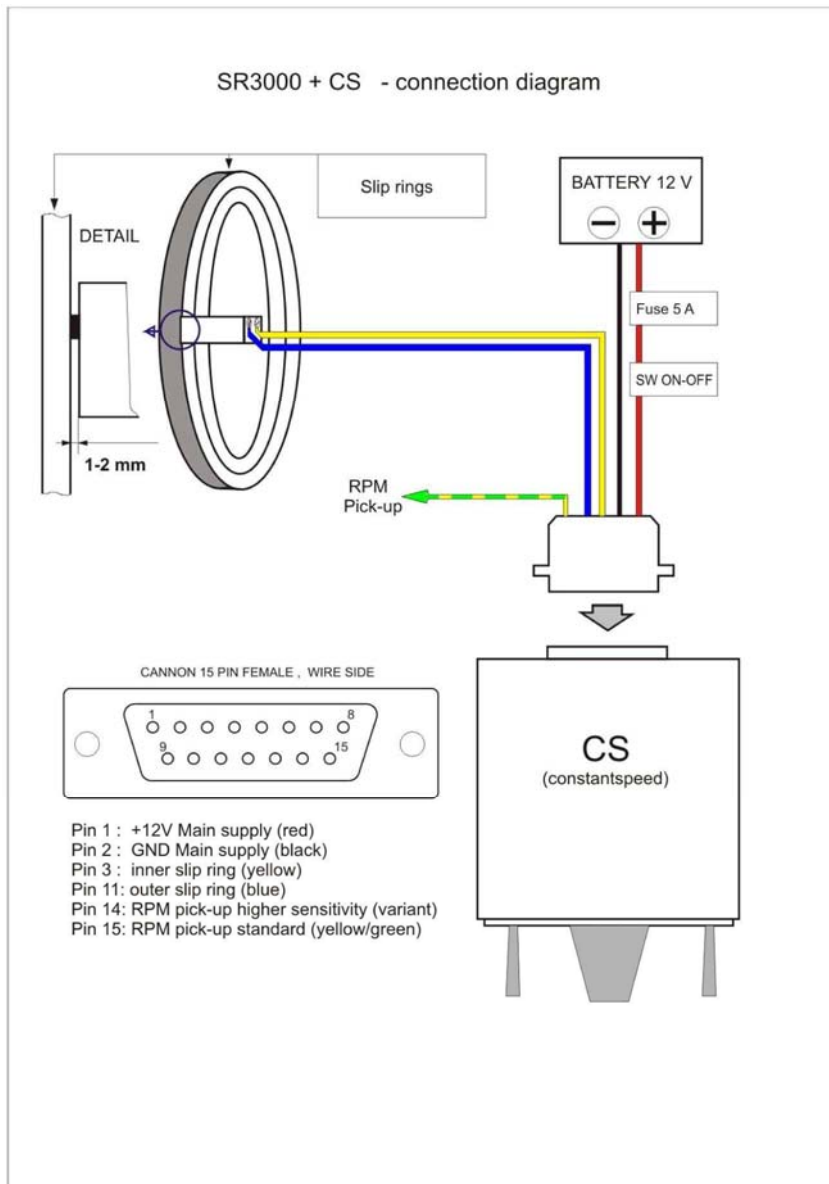 SR3000 + CS - connection diagram
Slip rings
BATTERY 12 V
− +
DETAIL
Fuse 5 A
SW ON-OFF
1-2 mm
RPM
Pick-up
CANNON 15 PIN FEMALE , WIRE SIDE
1 8
9 15
CS
(constantspeed)
Pin 1 : +12V Main supply (red)
Pin 2 : GND Main supply (black)
Pin 3 : inner slip ring (yellow)
Pin 11: outer slip ring (blue)
Pin 14: RPM pick-up higher sensitivity (variant)
Pin 15: RPM pick-up standard (yellow/green)